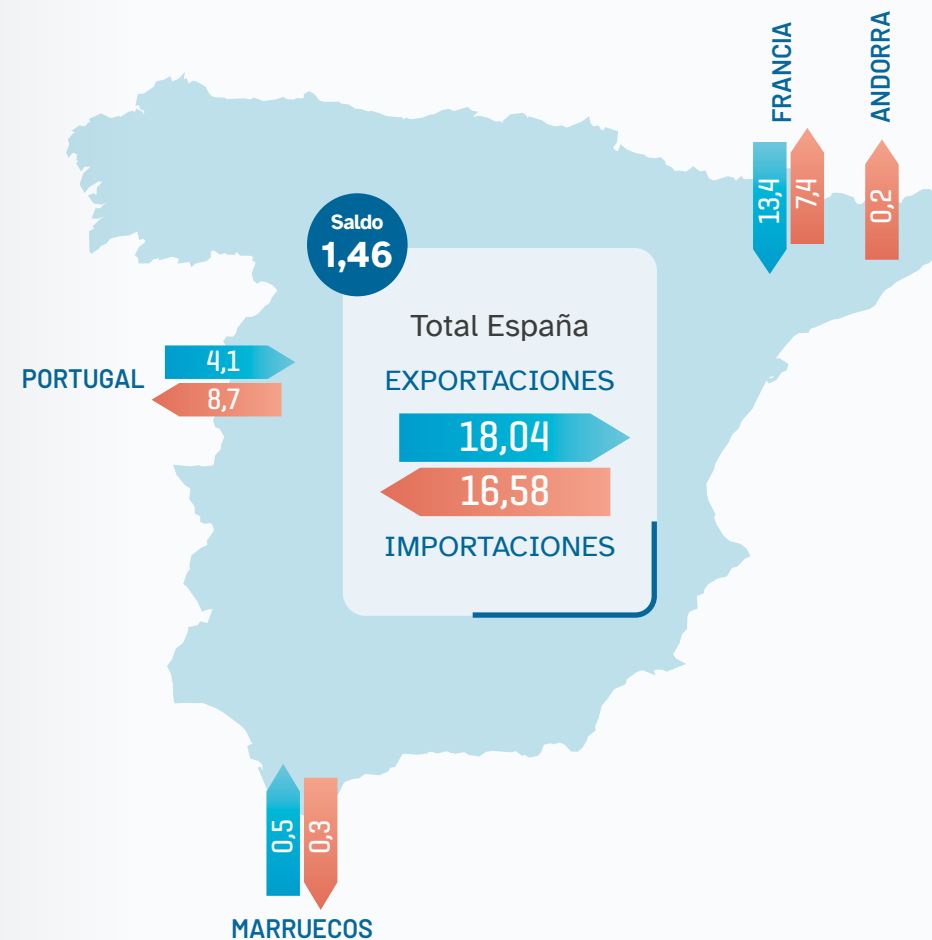 FRANCIA
ANDORRA
13,4
7,4
0,2
Saldo
1,46
Total España
EXPORTACIONES
18,04
16,58
IMPORTACIONES
PORTUGAL
4,1
8,7
0,5
0,3
MARRUECOS